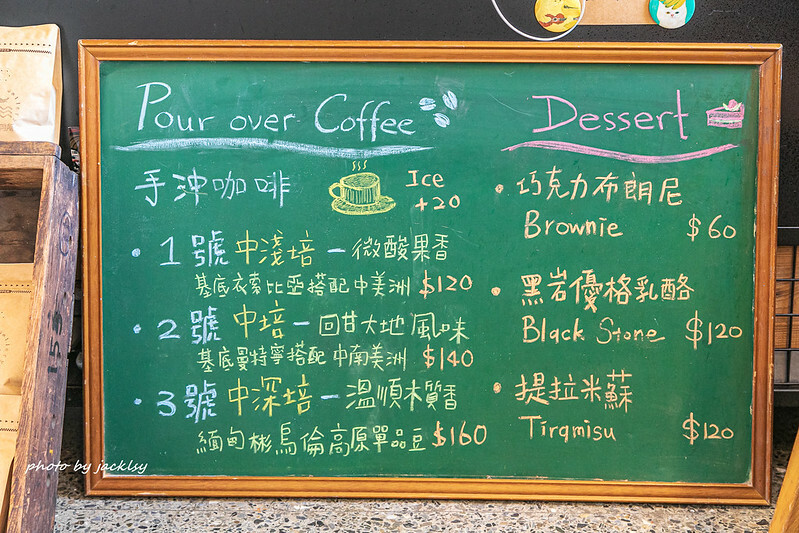 Pour over Coffee
手沖咖啡
Ice
+20
• 1號 中淺培 - 微酸果香
基底衣索比亞搭配中美洲 $120
• 2號 中培 - 回甘大地風味
基底曼特寧搭配中南美洲 $140
• 3號 中深培 - 溫順木質香
緬甸彬烏倫高原單品豆 $160
Dessert
• 巧克力布朗尼
Brownie $60
• 黑岩優格乳酪
Black Stone $120
• 提拉米蘇
Tiramisu $120
photo by jacklsy